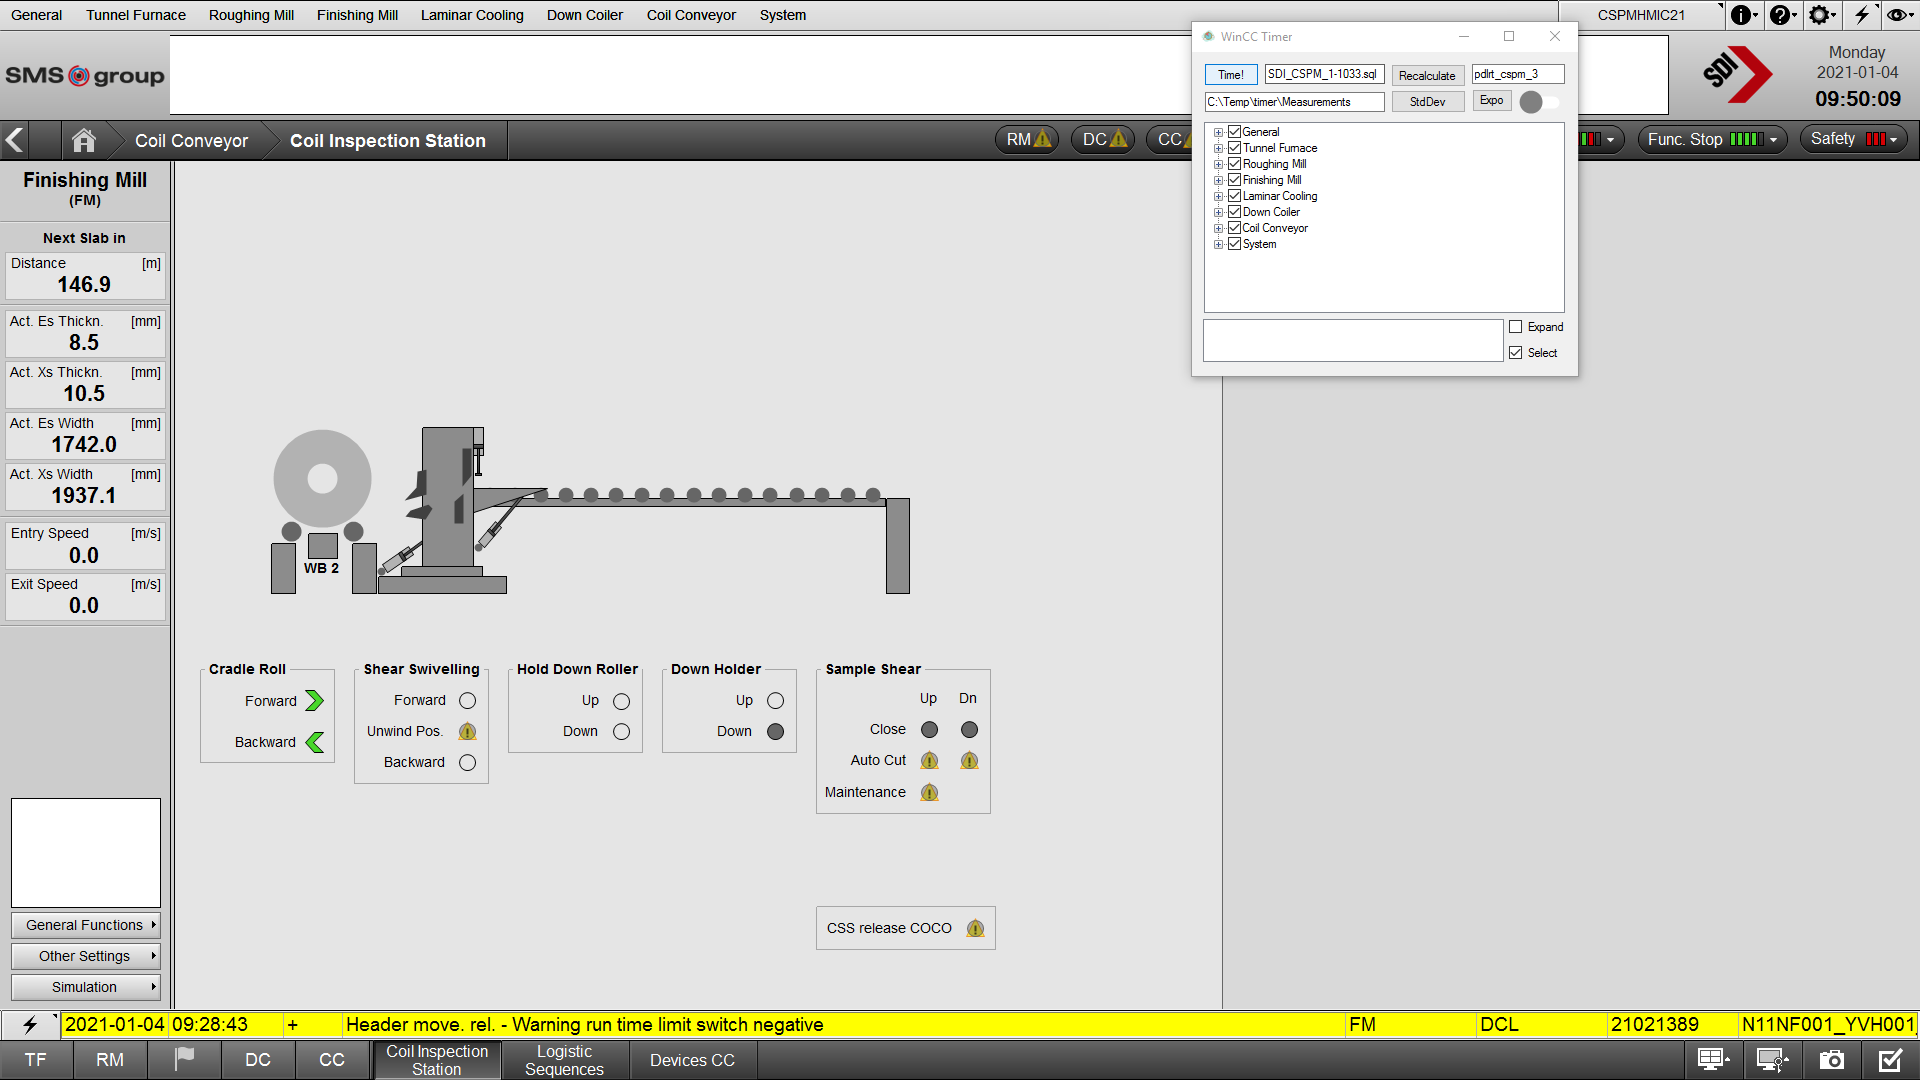 General Tunnel Furnace Roughing Mill Finishing Mill Laminar Cooling Down Coiler Coil Conveyor System CSPMHMIC21
SMS group
WinCC Timer
Time! SDI_CSPM_1-1033.sql Recalculate pdlrt_cspm_3
C:\Temp\timer\Measurements StdDev Expo
General
Tunnel Furnace
Roughing Mill
Finishing Mill
Laminar Cooling
Down Coiler
Coil Conveyor
System
Expand
Select
SDI
Monday
2021-01-04
09:50:09
Coil Conveyor Coil Inspection Station RM DC CC Func. Stop Safety
Finishing Mill
(FM)
Next Slab in
Distance [m]
146.9
Act. Es Thickn. [mm]
8.5
Act. Xs Thickn. [mm]
10.5
Act. Es Width [mm]
1742.0
Act. Xs Width [mm]
1937.1
Entry Speed [m/s]
0.0
Exit Speed [m/s]
0.0
WB 2
Cradle Roll
Forward
Backward
Shear Swivelling
Forward
Unwind Pos.
Backward
Hold Down Roller
Up
Down
Down Holder
Up
Down
Sample Shear
Up Dn
Close
Auto Cut
Maintenance
CSS release COCO
General Functions
Other Settings
Simulation
2021-01-04 09:28:43 + Header move. rel. - Warning run time limit switch negative FM DCL 21021389 N11NF001_YVH001
TF RM DC CC Coil Inspection Station Logistic Sequences Devices CC